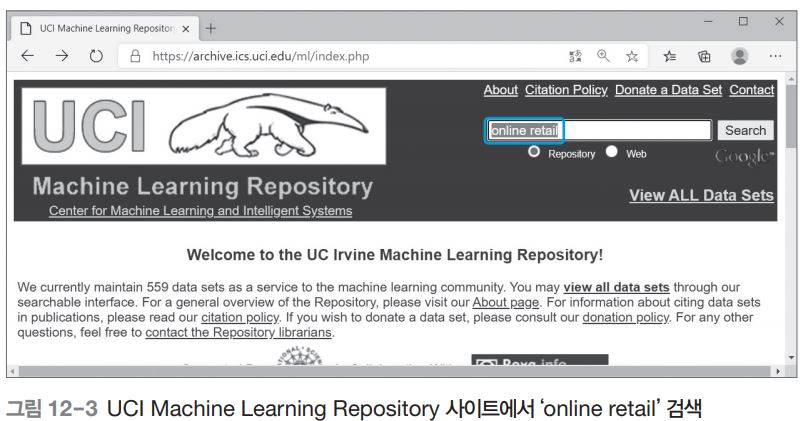 UCI Machine Learning Repository
https://archive.ics.uci.edu/ml/index.php
About Citation Policy Donate a Data Set Contact
UCI
online retail Search
Repository Web Google™
Machine Learning Repository
Center for Machine Learning and Intelligent Systems
View ALL Data Sets
Welcome to the UC Irvine Machine Learning Repository!
We currently maintain 559 data sets as a service to the machine learning community. You may view all data sets through our
searchable interface. For a general overview of the Repository, please visit our About page. For information about citing data sets
in publications, please read our citation policy. If you wish to donate a data set, please consult our donation policy. For any other
questions, feel free to contact the Repository librarians.
그림 12-3 UCI Machine Learning Repository 사이트에서 ‘online retail’ 검색